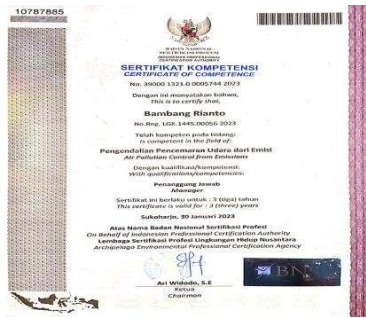 10787885
BADAN NASIONAL
SERTIFIKASI PROFESI
INDONESIAN PROFESSIONAL
CERTIFICATION AUTHORITY
SERTIFIKAT KOMPETENSI
CERTIFICATE OF COMPETENCE
No. 39000 1321.0 0005744 2023
Dengan ini menyatakan bahwa,
This is to certify that,
Bambang Rianto
No.Reg. LGK.1445.00056 2023
Telah kompeten pada bidang:
Is competent in the field of:
Pengendalian Pencemaran Udara dari Emisi
Air Pollution Control from Emissions
Dengan kualifikasi/kompetensi:
With qualifications/competencies:
Penanggung Jawab
Manager
Sertifikat ini berlaku untuk : 3 (tiga) tahun
This certificate is valid for : 3 (three) years
Sukoharjo, 30 Januari 2023
Atas Nama Badan Nasional Sertifikasi Profesi
On Behalf of Indonesian Professional Certification Authority
Lembaga Sertifikasi Profesi Lingkungan Hidup Nusantara
Archipelago Environmental Professional Certification Agency
Ari Widodo, S.E
Ketua
Chairman